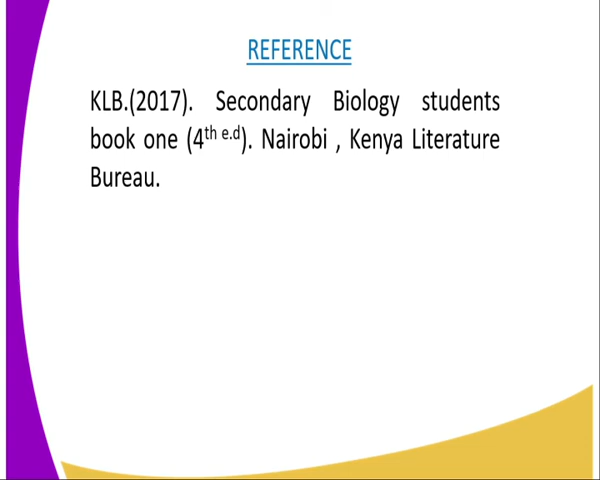 REFERENCE
KLB.(2017). Secondary Biology students
book one (4th e.d). Nairobi , Kenya Literature
Bureau.